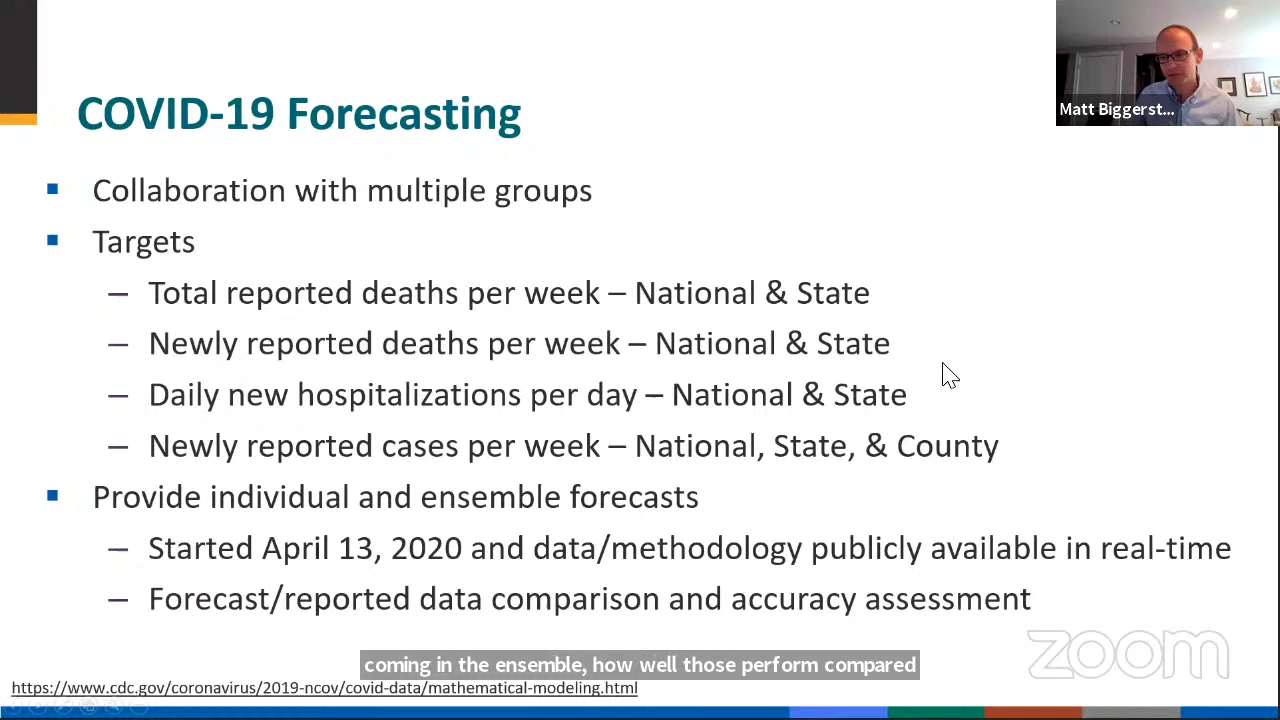 Matt Biggerst...
COVID-19 Forecasting
Collaboration with multiple groups
Targets
– Total reported deaths per week – National & State
– Newly reported deaths per week – National & State
– Daily new hospitalizations per day – National & State
– Newly reported cases per week – National, State, & County
Provide individual and ensemble forecasts
– Started April 13, 2020 and data/methodology publicly available in real-time
– Forecast/reported data comparison and accuracy assessment
zoom
coming in the ensemble, how well those perform compared
https://www.cdc.gov/coronavirus/2019-ncov/covid-data/mathematical-modeling.html